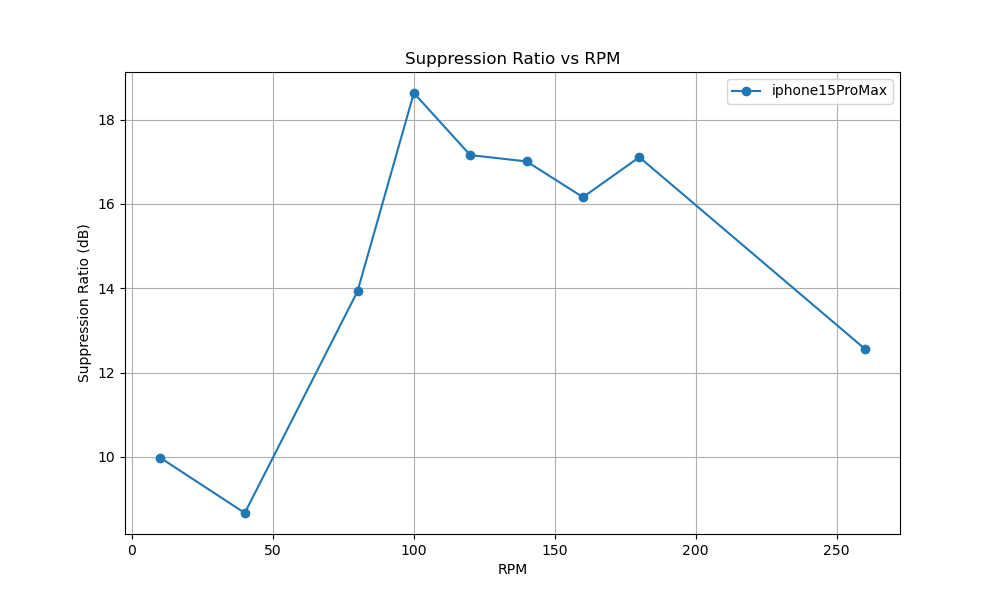 Suppression Ratio vs RPM
iphone15ProMax
Suppression Ratio (dB)
18
16
14
12
10
0 50 100 150 200 250
RPM